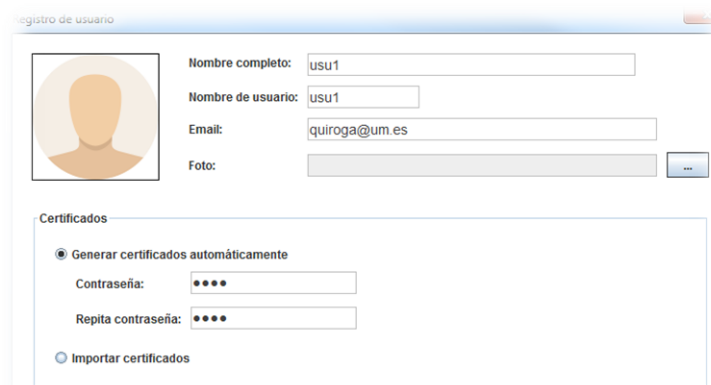 egistro de usuario
Nombre completo: usu1
Nombre de usuario: usu1
Email: quiroga@um.es
Foto: ...
Certificados
Generar certificados automáticamente
Contraseña: ●●●●
Repita contraseña: ●●●●
Importar certificados